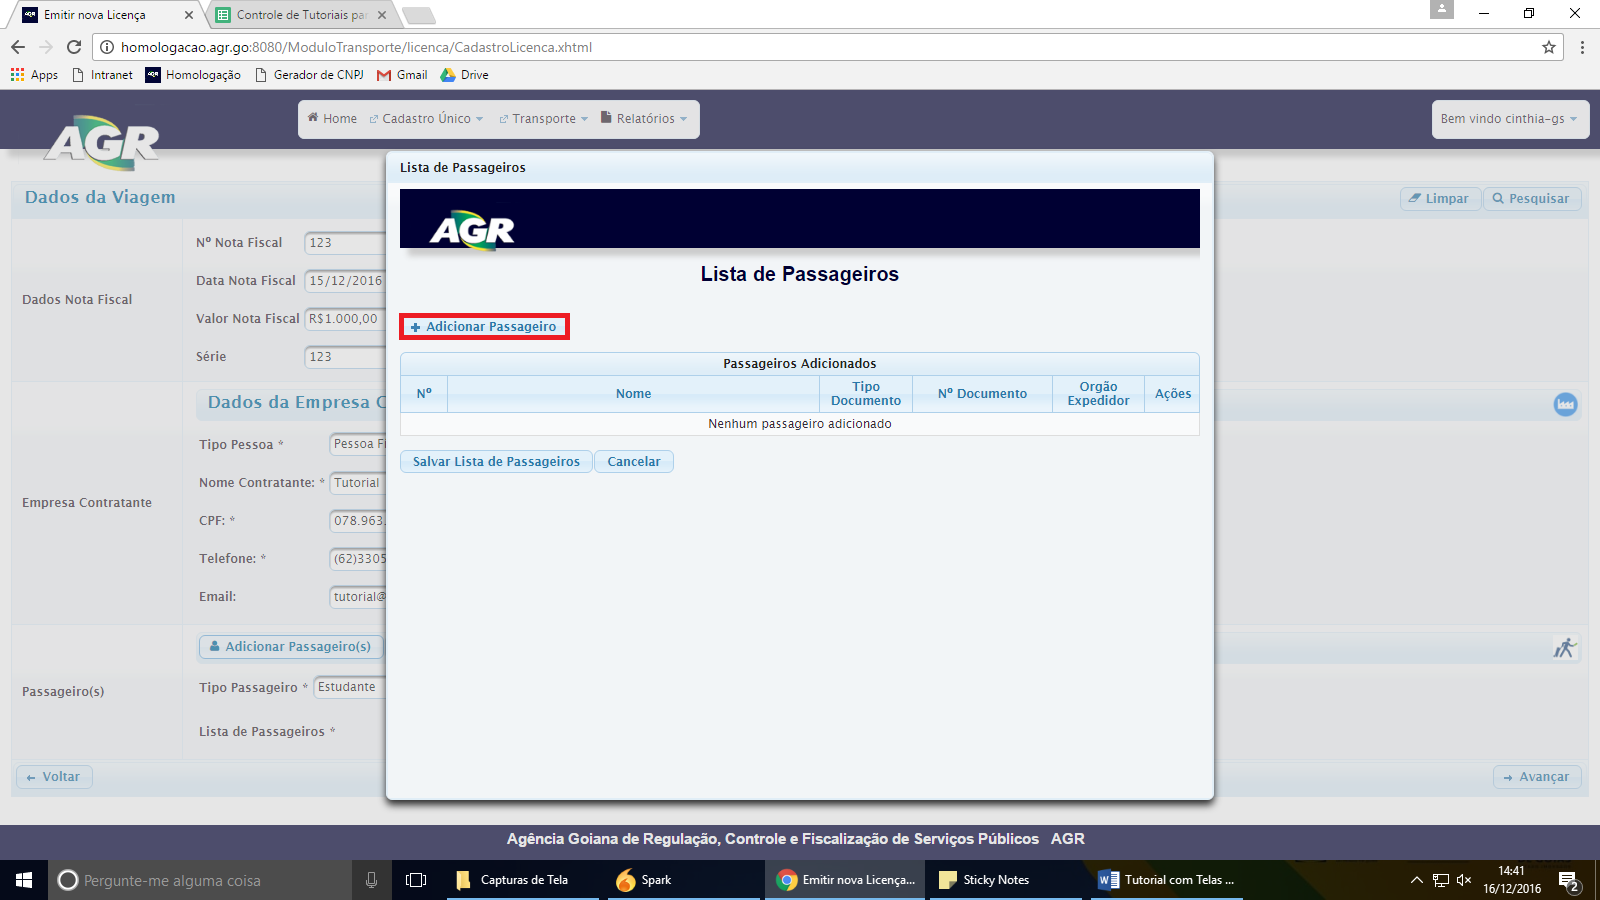 Emitir nova Licença
Controle de Tutoriais pa
homologacao.agr.go:8080/ModuloTransporte/licenca/CadastroLicenca.xhtml
Apps Intranet Homologação Gerador de CNPJ Gmail Drive
AGR
Home Cadastro Único Transporte Relatórios
Bem vindo cinthia-gs
Dados da Viagem
Limpar Pesquisar
Dados Nota Fiscal
Nº Nota Fiscal 123
Data Nota Fiscal 15/12/2016
Valor Nota Fiscal R$1.000,00
Série 123
Empresa Contratante
Dados da Empresa C
Tipo Pessoa * Pessoa Fí
Nome Contratante: * Tutorial
CPF: * 078.963.
Telefone: * (62)3305
Email: tutorial@
Passageiro(s)
Adicionar Passageiro(s)
Tipo Passageiro * Estudante
Lista de Passageiros *
Voltar
Avançar
Lista de Passageiros
AGR
Lista de Passageiros
Adicionar Passageiro
Passageiros Adicionados
Nº Nome Tipo Documento Nº Documento Orgão Expedidor Ações
Nenhum passageiro adicionado
Salvar Lista de Passageiros Cancelar
Agência Goiana de Regulação, Controle e Fiscalização de Serviços Públicos AGR
Pergunte-me alguma coisa
Capturas de Tela
Spark
Emitir nova Licença...
Sticky Notes
Tutorial com Telas ...
14:41
16/12/2016
2